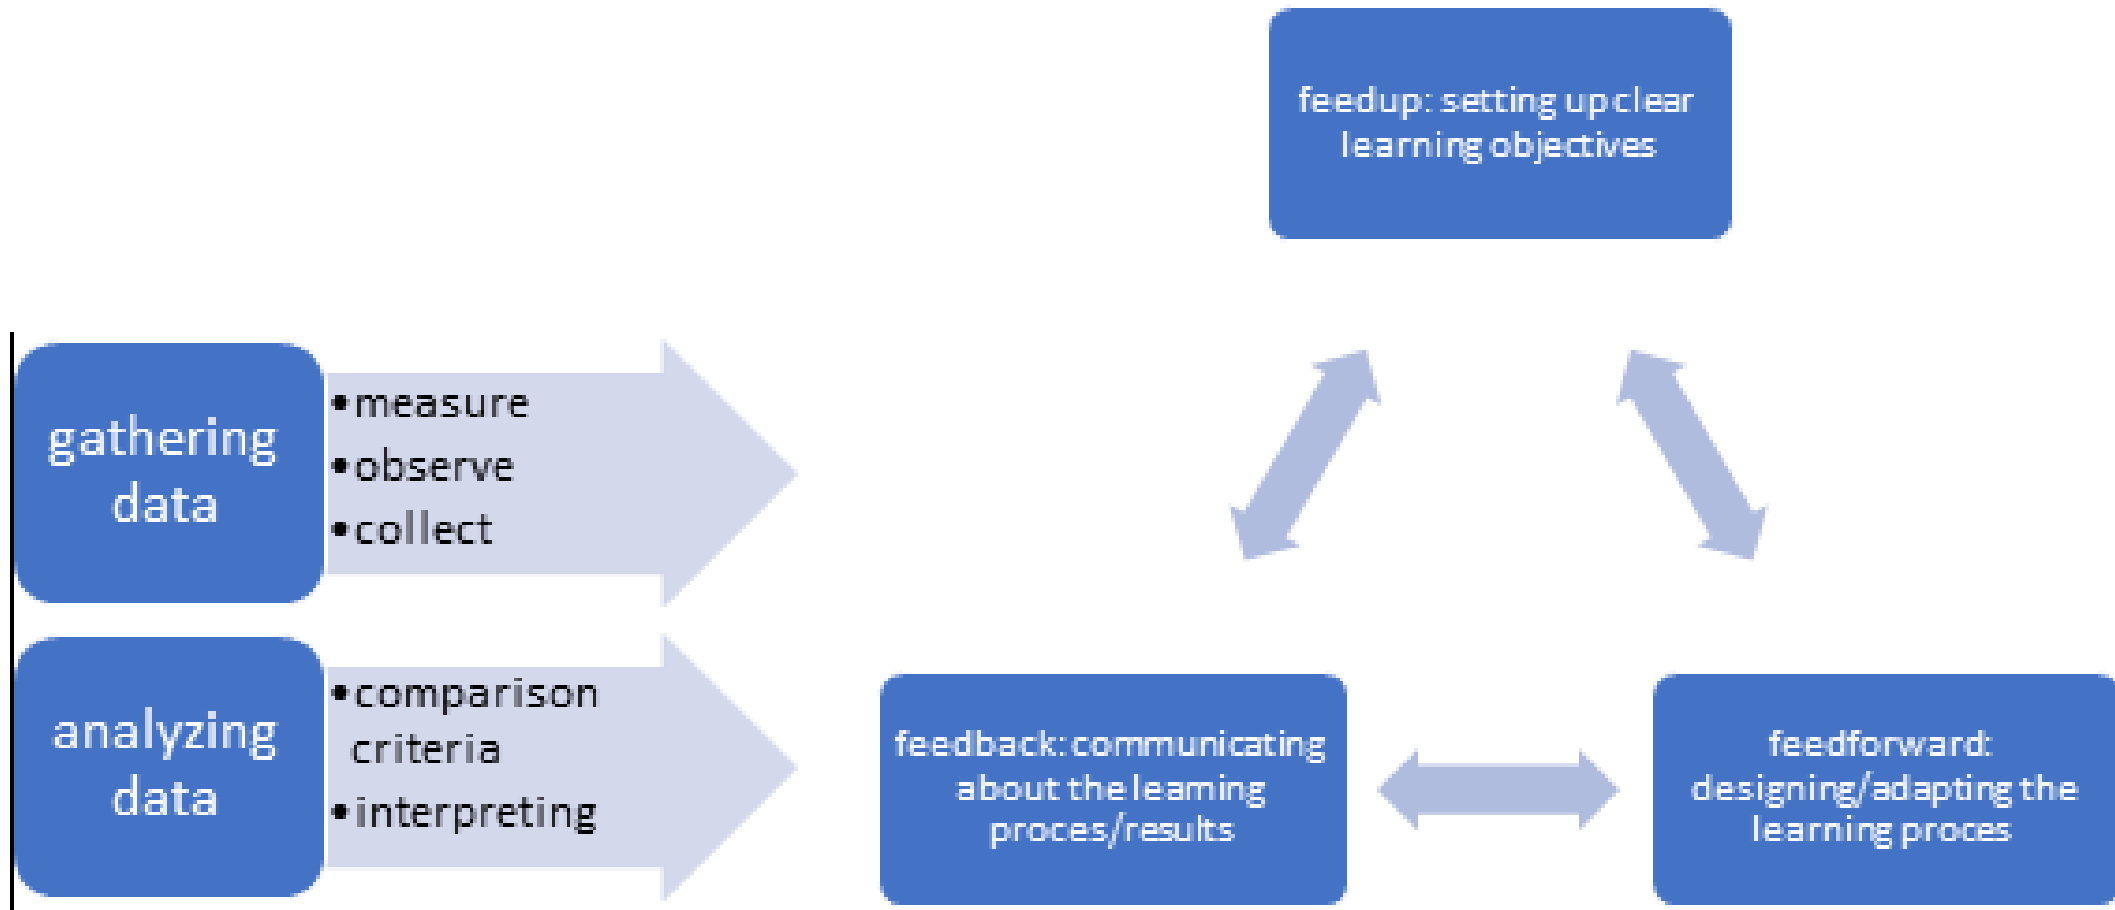 feedup: setting up clear
learning objectives
gathering
data
•measure
•observe
•collect
analyzing
data
•comparison
criteria
•interpreting
feedback: communicating
about the learning
proces/results
feedforward:
designing/adapting the
learning proces